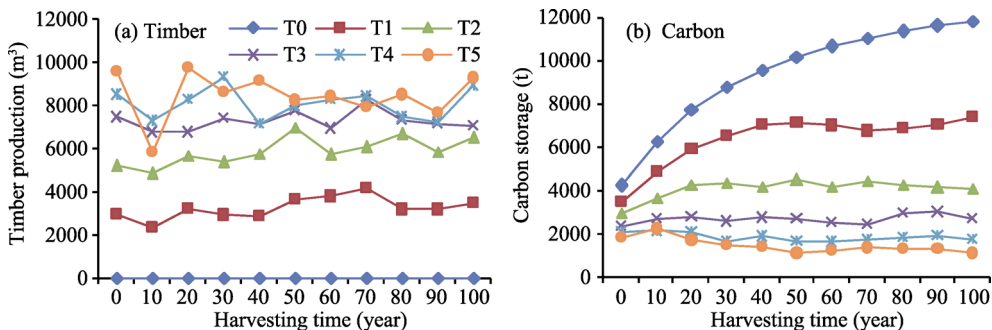 (a) Timber
T0 T1 T2
T3 T4 T5
Timber production (m³)
12000
10000
8000
6000
4000
2000
0
0 10 20 30 40 50 60 70 80 90 100
Harvesting time (year)
(b) Carbon
Carbon storage (t)
12000
10000
8000
6000
4000
2000
0
0 10 20 30 40 50 60 70 80 90 100
Harvesting time (year)